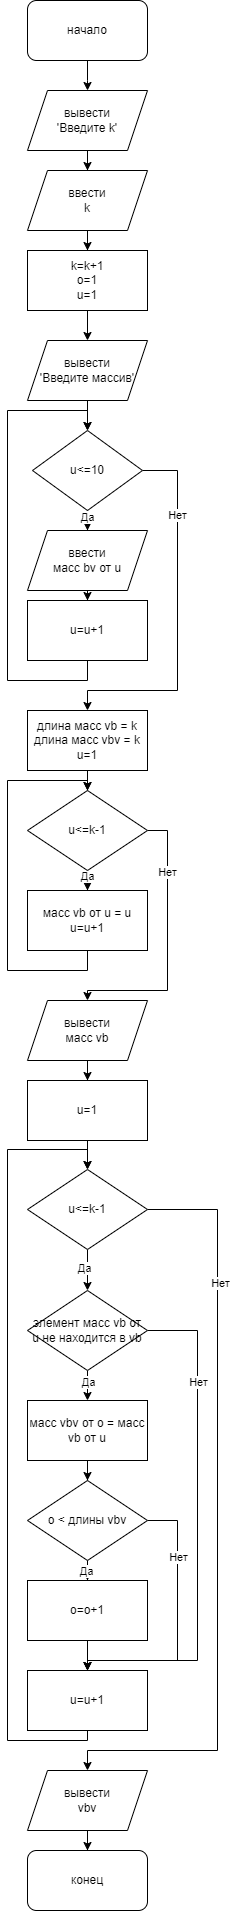 начало
вывести
'Введите k'
ввести
k
k=k+1
o=1
u=1
вывести
'Введите массив'
u<=10
Да
Нет
ввести
масс bv от u
u=u+1
длина масс vb = k
длина масс vbv = k
u=1
u<=k-1
Да
Нет
масс vb от u = u
u=u+1
вывести
масс vb
u=1
u<=k-1
Да
Нет
элемент масс vb от
u не находится в vb
Да
Нет
масс vbv от o = масс
vb от u
o < длины vbv
Да
Нет
o=o+1
u=u+1
вывести
vbv
конец